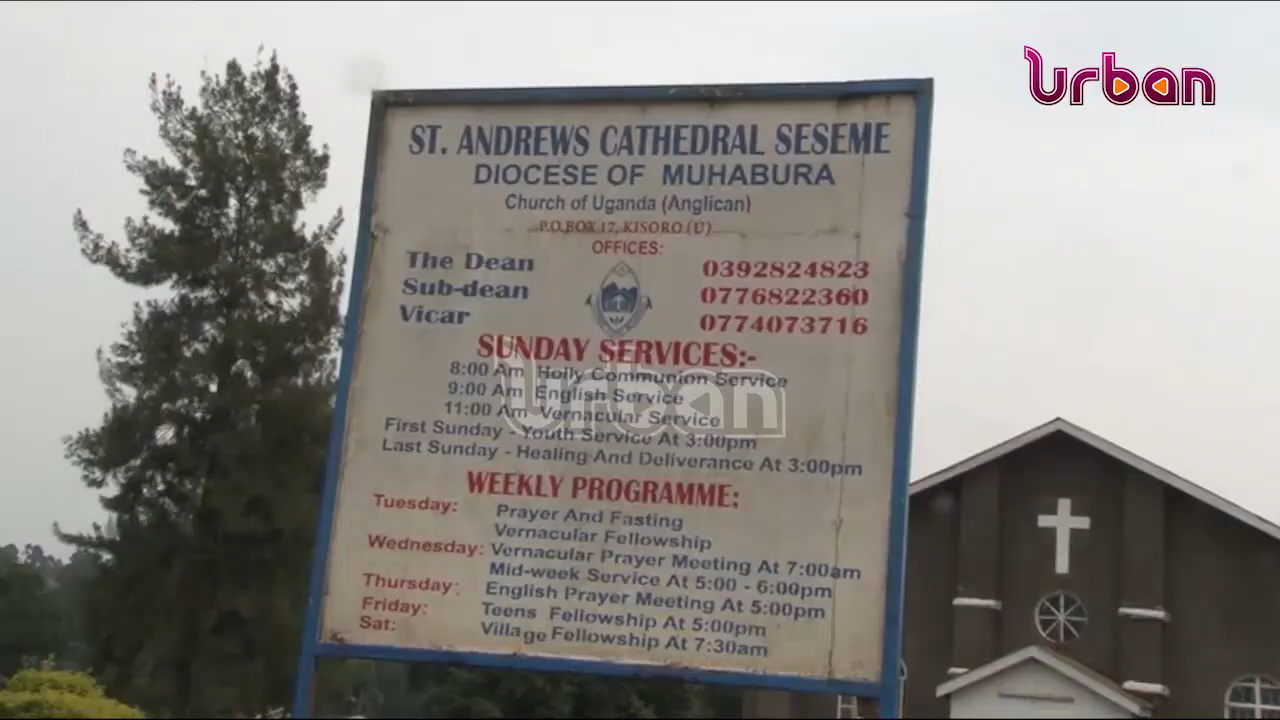 Urban
ST. ANDREWS CATHEDRAL SESEME
DIOCESE OF MUHABURA
Church of Uganda (Anglican)
P.O.BOX 17, KISORO.(U)
OFFICES:
The Dean 0392824823
Sub-dean 0776822360
Vicar 0774073716
SUNDAY SERVICES:-
8:00 Am Holly Communion Service
9:00 Am English Service
11:00 Am Vernacular Service
First Sunday - Youth Service At 3:00pm
Last Sunday - Healing And Deliverance At 3:00pm
Urban
WEEKLY PROGRAMME:
Tuesday: Prayer And Fasting
Vernacular Fellowship
Wednesday: Vernacular Prayer Meeting At 7:00am
Mid-week Service At 5:00 - 6:00pm
Thursday: English Prayer Meeting At 5:00pm
Friday: Teens Fellowship At 5:00pm
Sat: Village Fellowship At 7:30am